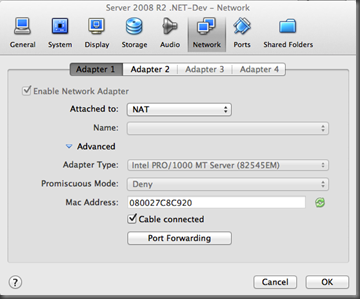 Server 2008 R2 .NET-Dev – Network
General System Display Storage Audio Network Ports Shared Folders
Adapter 1 Adapter 2 Adapter 3 Adapter 4
Enable Network Adapter
Attached to: NAT
Name:
Advanced
Adapter Type: Intel PRO/1000 MT Server (82545EM)
Promiscuous Mode: Deny
Mac Address: 080027C8C920
Cable connected
Port Forwarding
? Cancel OK